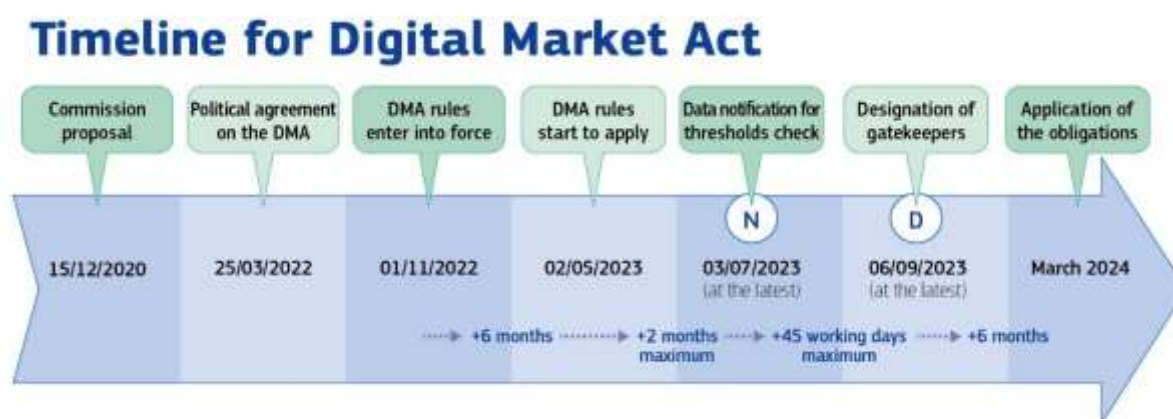 Timeline for Digital Market Act
Commission
proposal
Political agreement
on the DMA
DMA rules
enter into force
DMA rules
start to apply
Data notification for
thresholds check
Designation of
gatekeepers
Application of
the obligations
N
D
15/12/2020
25/03/2022
01/11/2022
02/05/2023
03/07/2023
(at the latest)
06/09/2023
(at the latest)
March 2024
+6 months
+2 months
maximum
+45 working days
maximum
+6 months